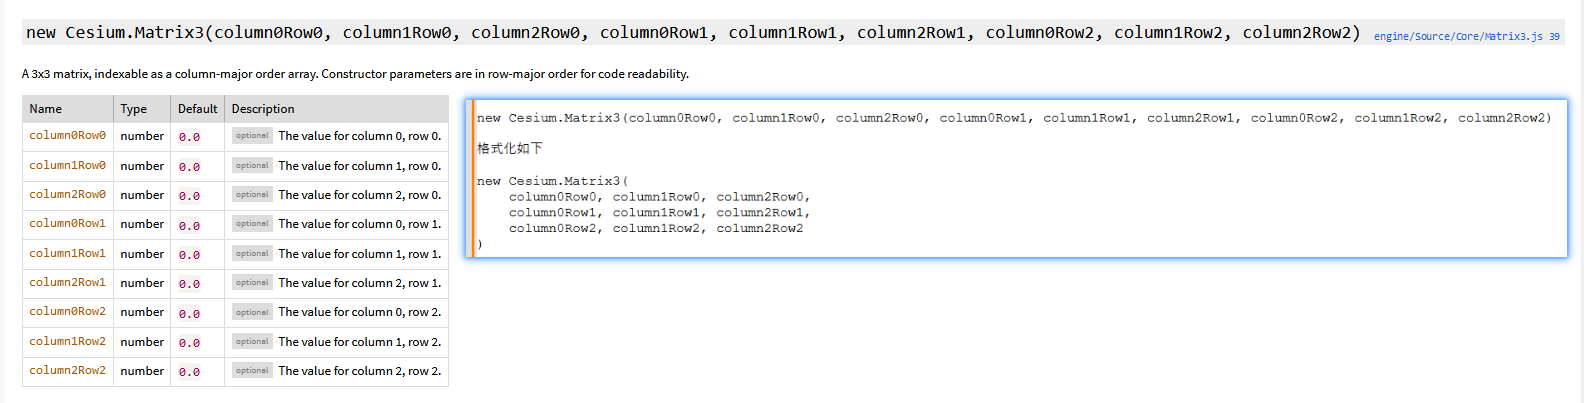 new Cesium.Matrix3(column0Row0, column1Row0, column2Row0, column0Row1, column1Row1, column2Row1, column0Row2, column1Row2, column2Row2) engine/Source/Core/Matrix3.js 39
A 3x3 matrix, indexable as a column-major order array. Constructor parameters are in row-major order for code readability.
Name Type Default Description
column0Row0 number 0.0 optional The value for column 0, row 0.
column1Row0 number 0.0 optional The value for column 1, row 0.
column2Row0 number 0.0 optional The value for column 2, row 0.
column0Row1 number 0.0 optional The value for column 0, row 1.
column1Row1 number 0.0 optional The value for column 1, row 1.
column2Row1 number 0.0 optional The value for column 2, row 1.
column0Row2 number 0.0 optional The value for column 0, row 2.
column1Row2 number 0.0 optional The value for column 1, row 2.
column2Row2 number 0.0 optional The value for column 2, row 2.
new Cesium.Matrix3(column0Row0, column1Row0, column2Row0, column0Row1, column1Row1, column2Row1, column0Row2, column1Row2, column2Row2)
格式化如下
new Cesium.Matrix3(
column0Row0, column1Row0, column2Row0,
column0Row1, column1Row1, column2Row1,
column0Row2, column1Row2, column2Row2
)